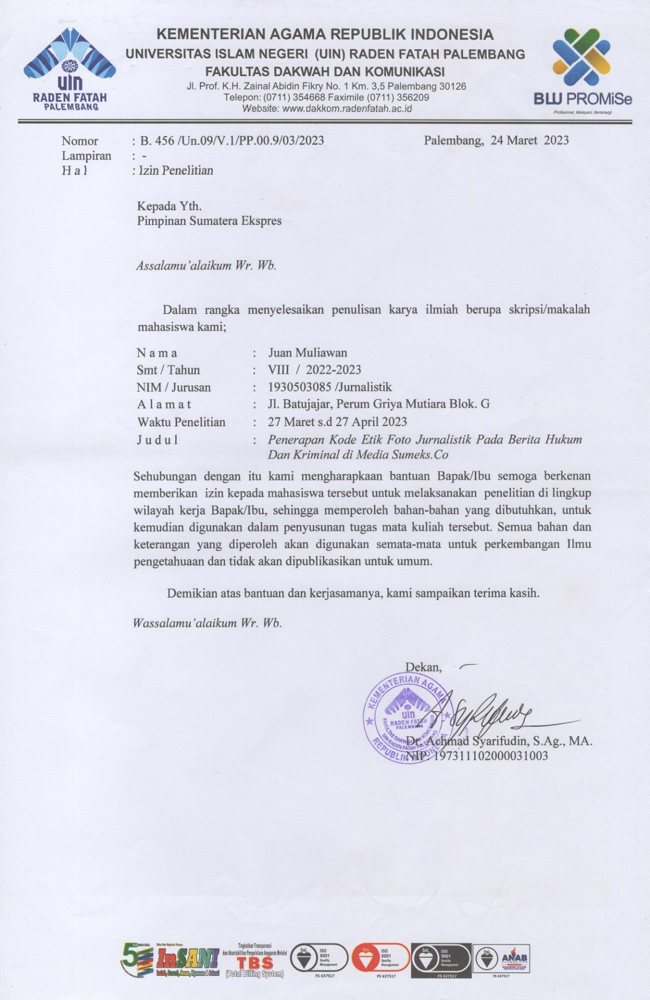 KEMENTERIAN AGAMA REPUBLIK INDONESIA
UNIVERSITAS ISLAM NEGERI (UIN) RADEN FATAH PALEMBANG
FAKULTAS DAKWAH DAN KOMUNIKASI
Jl. Prof. K.H. Zainal Abidin Fikry No. 1 Km. 3,5 Palembang 30126
Telepon: (0711) 354668 Faximile (0711) 356209
Website: www.dakkom.radenfatah.ac.id
uin
RADEN FATAH
PALEMBANG
BLU PROMiSe
Profesional, Melayani, Bersinergi
Nomor : B. 456 /Un.09/V.1/PP.00.9/03/2023 Palembang, 24 Maret 2023
Lampiran : -
H a l : Izin Penelitian
Kepada Yth.
Pimpinan Sumatera Ekspres
Assalamu’alaikum Wr. Wb.
Dalam rangka menyelesaikan penulisan karya ilmiah berupa skripsi/makalah
mahasiswa kami;
N a m a : Juan Muliawan
Smt / Tahun : VIII / 2022-2023
NIM / Jurusan : 1930503085 /Jurnalistik
A l a m a t : Jl. Batujajar, Perum Griya Mutiara Blok. G
Waktu Penelitian : 27 Maret s.d 27 April 2023
J u d u l : Penerapan Kode Etik Foto Jurnalistik Pada Berita Hukum
Dan Kriminal di Media Sumeks.Co
Sehubungan dengan itu kami mengharapkaan bantuan Bapak/Ibu semoga berkenan
memberikan izin kepada mahasiswa tersebut untuk melaksanakan penelitian di lingkup
wilayah kerja Bapak/Ibu, sehingga memperoleh bahan-bahan yang dibutuhkan, untuk
kemudian digunakan dalam penyusunan tugas mata kuliah tersebut. Semua bahan dan
keterangan yang diperoleh akan digunakan semata-mata untuk perkembangan Ilmu
pengetahuaan dan tidak akan dipublikasikan untuk umum.
Demikian atas bantuan dan kerjasamanya, kami sampaikan terima kasih.
Wassalamu’alaikum Wr. Wb.
Dekan,
KEMENTERIAN AGAMA
uin
RADEN FATAH
PALEMBANG
FAKULTAS DAKWAH DAN KOMUNIKASI
UIN RADEN FATAH PALEMBANG
REPUBLIK INDONESIA
Dr. Achmad Syarifudin, S.Ag., MA.
NIP. 197311102000031003
5
InSANI
Indah, Sehat, Aman, Nyaman & Islami
Tingkatkan Transparansi
dan Akuntabilitas Pengelolaan Anggaran Melalui
TBS
(Total Billing System)
bsi. ISO 9001 Quality Management
FS 637517
bsi. ISO 9001 Quality Management
FS 637517
bsi. ISO 9001 Quality Management
FS 637517
bsi. ANAB
ACCREDITED
FS 637517